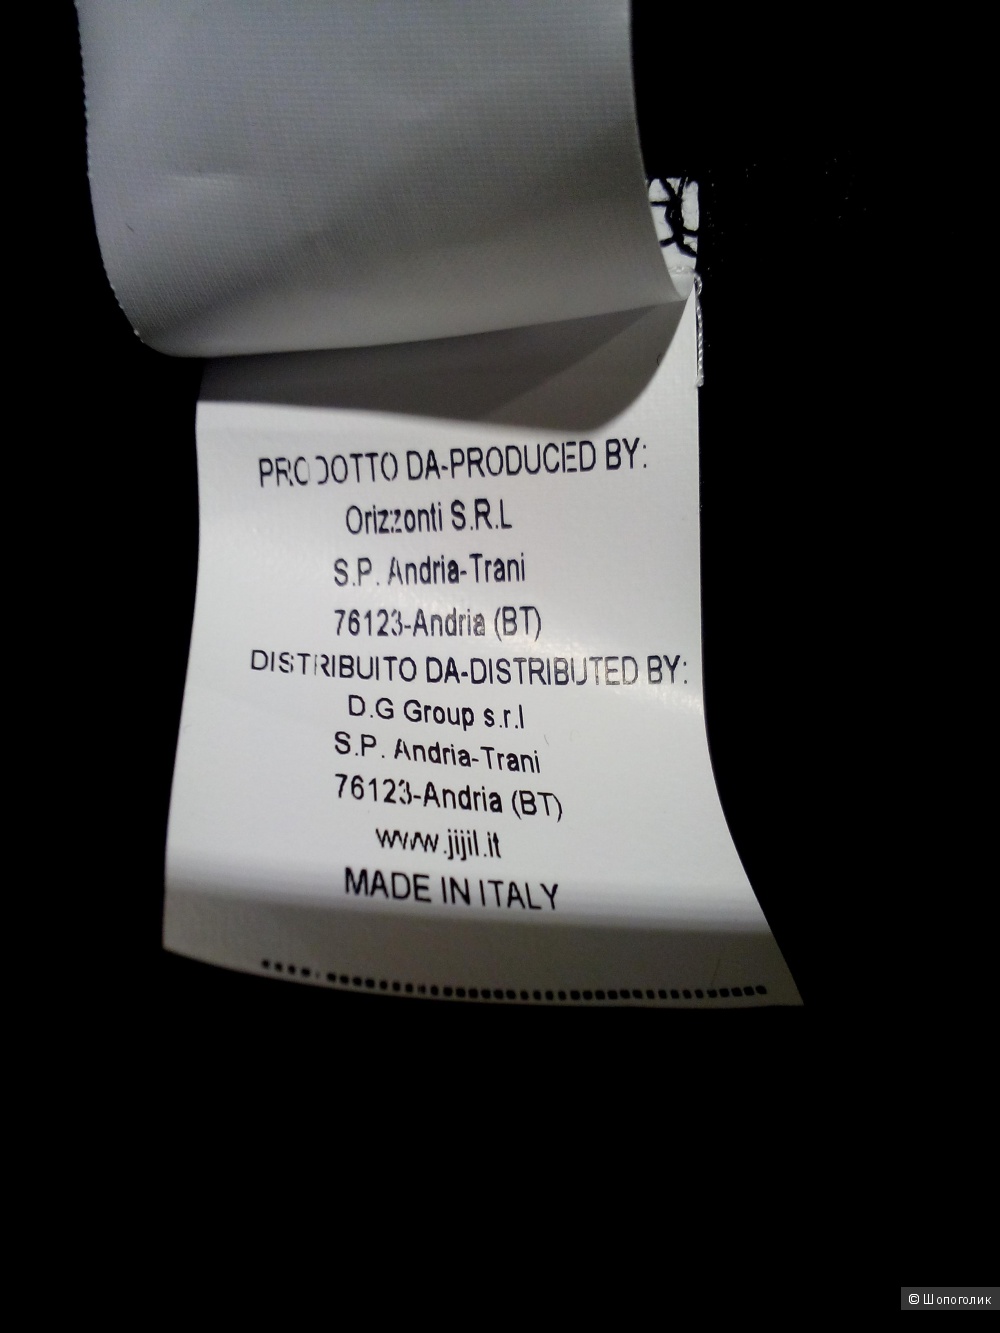 PRODOTTO DA-PRODUCED BY:
Orizzonti S.R.L
S.P. Andria-Trani
76123-Andria (BT)
DISTRIBUITO DA-DISTRIBUTED BY:
D.G Group s.r.l
S.P. Andria-Trani
76123-Andria (BT)
www.jijil.it
MADE IN ITALY
© Шопоголик